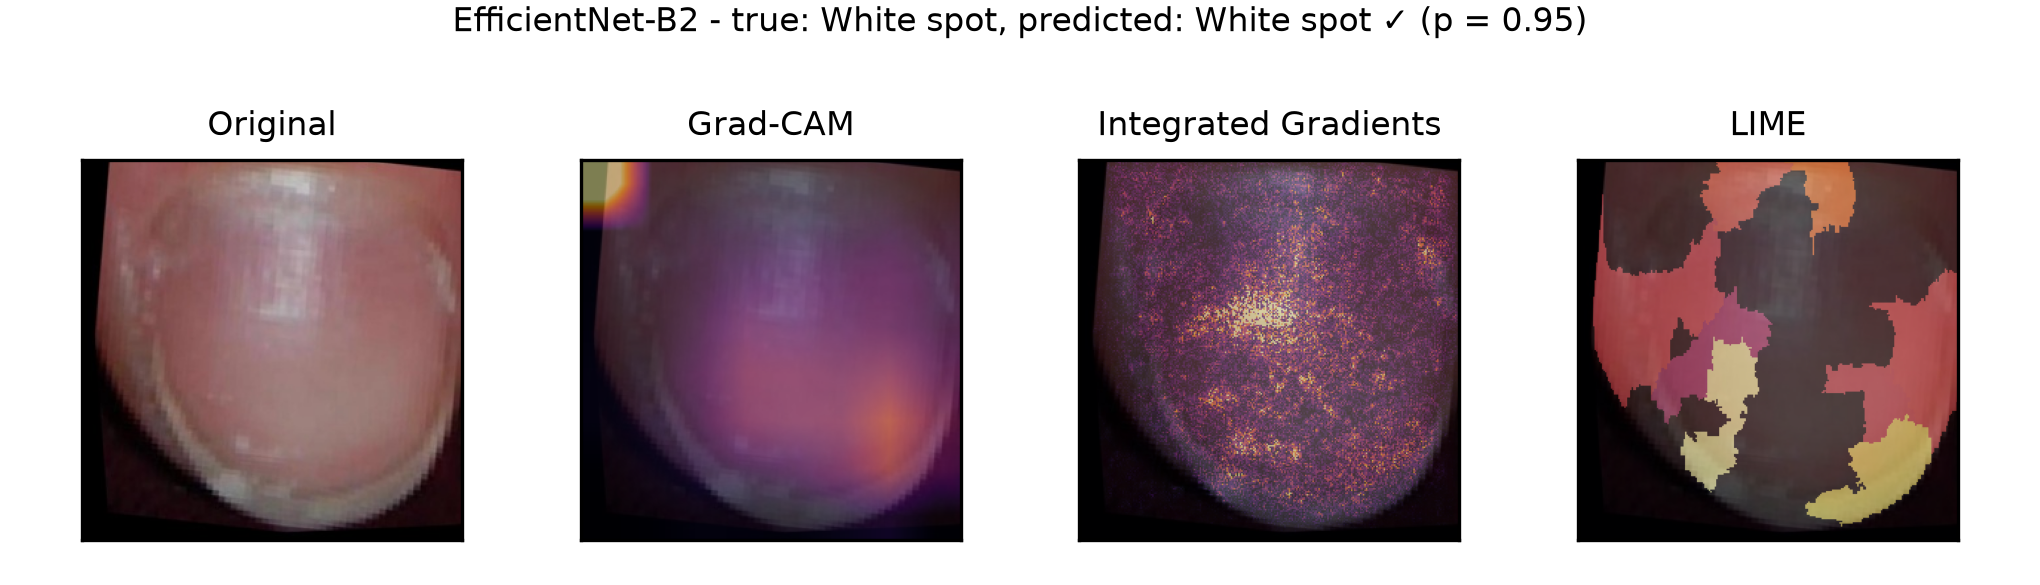 EfficientNet-B2 - true: White spot, predicted: White spot ✓ (p = 0.95)
Original
Grad-CAM
Integrated Gradients
LIME